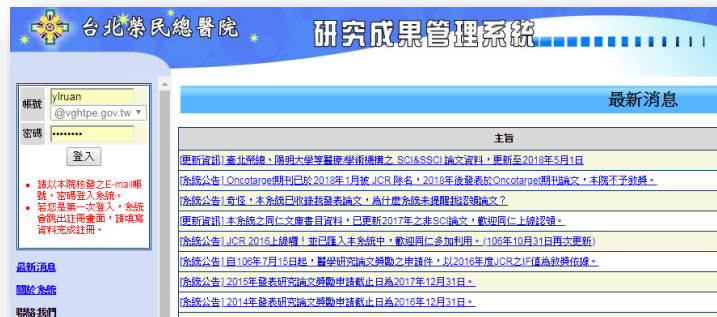 台北榮民總醫院
研究成果管理系統
帳號
ylruan
@vghtpe.gov.tw
密碼
••••••••
登入
請以本院核發之E-mail帳
號、密碼登入系統。
若您是第一次登入，系統
會跳出註冊畫面，請填寫
資料完成註冊。
最新消息
關於系統
聯絡我們
最新消息
主旨
[更新資訊] 臺北榮總、陽明大學等醫療/學術機構之 SCI&SSCI 論文資料，更新至2018年5月1日
[系統公告] Oncotarget期刊已於2018年1月被 JCR 除名，2018年後發表於Oncotarget期刊論文，本院不予敘獎。
[系統公告] 奇怪，本系統已收錄我發表論文，為什麼系統未提醒我認領論文？
[更新資訊] 本系統之同仁文庫書目資料，已更新2017年之非SCI論文，歡迎同仁上線認領。
[系統公告] JCR 2016上線囉！並已匯入本系統中，歡迎同仁多加利用。(106年10月31日再次更新)
[系統公告] 自106年7月15日起，醫學研究論文獎勵之申請件，以2016年度JCR之IF值為敘獎依據。
[系統公告] 2015年發表研究論文獎勵申請截止日為2017年12月31日。
[系統公告] 2014年發表研究論文獎勵申請截止日為2016年12月31日。